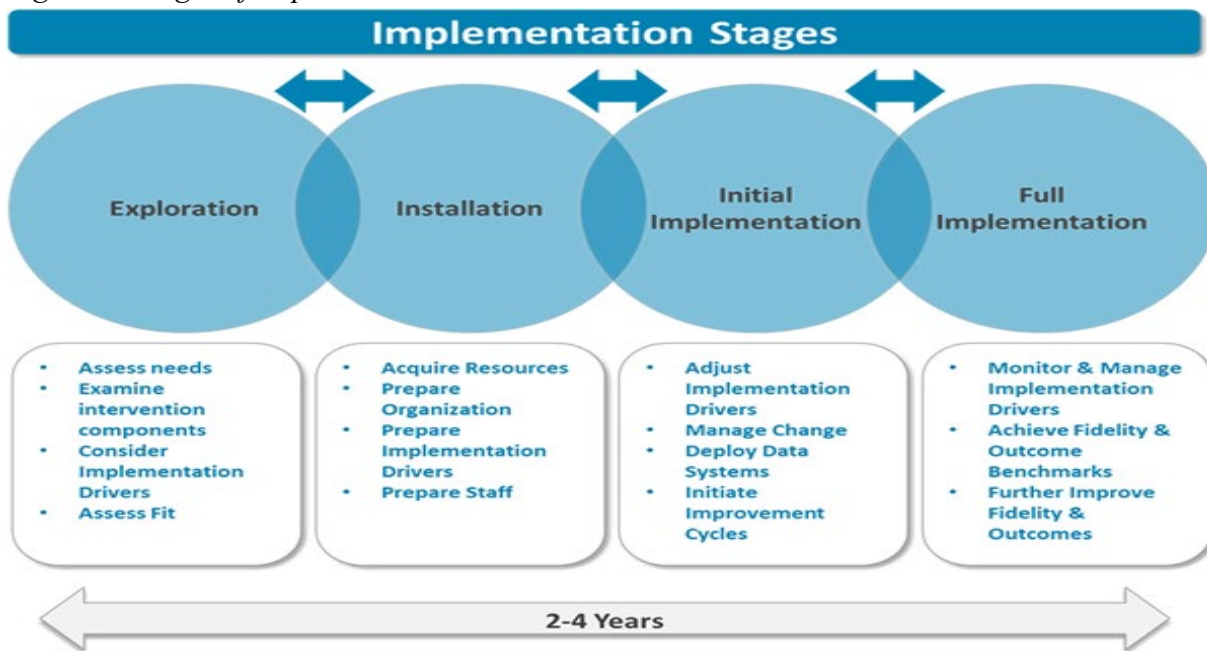 Implementation Stages
Exploration
Installation
Initial
Implementation
Full
Implementation
• Assess needs
• Examine
intervention
components
• Consider
Implementation
Drivers
• Assess Fit
• Acquire Resources
• Prepare
Organization
• Prepare
Implementation
Drivers
• Prepare Staff
• Adjust
Implementation
Drivers
• Manage Change
• Deploy Data
Systems
• Initiate
Improvement
Cycles
• Monitor & Manage
Implementation
Drivers
• Achieve Fidelity &
Outcome
Benchmarks
• Further Improve
Fidelity &
Outcomes
2-4 Years